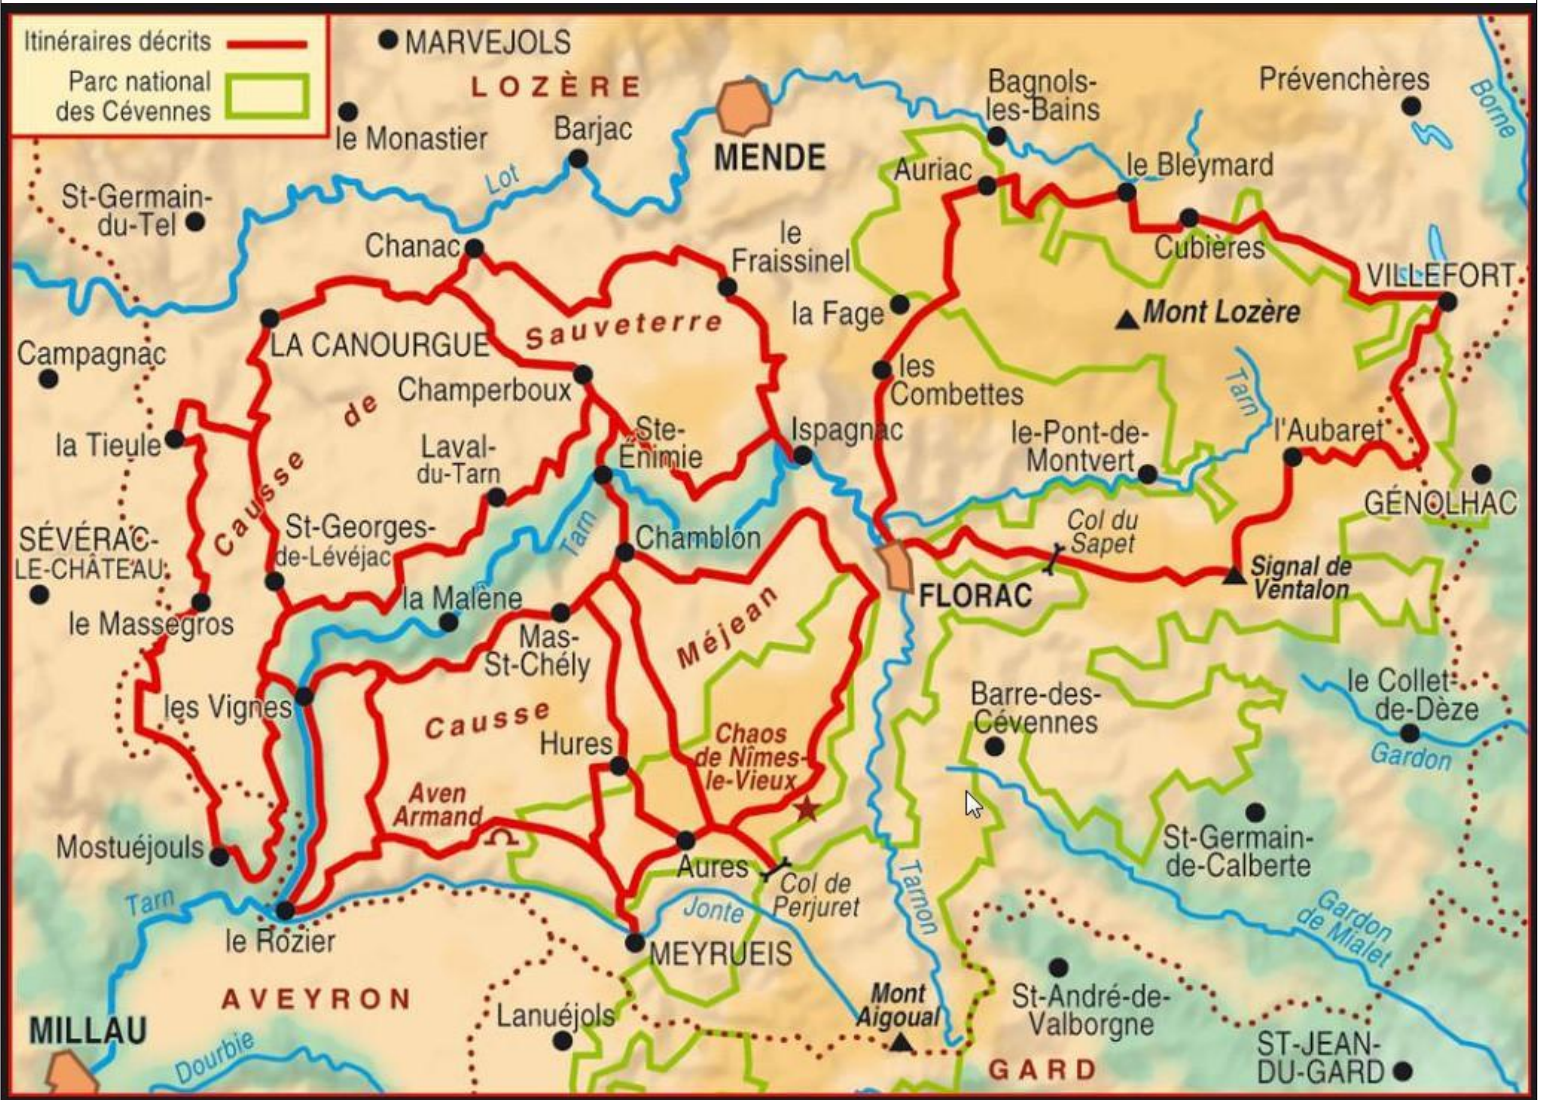 Itinéraires décrits
Parc national
des Cévennes
MARVEJOLS
LOZÈRE
le Monastier
Barjac
MENDE
Bagnols-
les-Bains
Prévenchères
Borne
Auriac
le Bleymard
St-Germain-
du-Tel
Lot
Chanac
le
Fraissinel
Cubières
VILLEFORT
la Fage
Mont Lozère
Sauveterre
LA CANOURGUE
Campagnac
Champerboux
les
Combettes
de
Tarn
la Tieule
Laval-
du-Tarn
Ste-
Énimie
Ispagnac
le-Pont-de-
Montvert
l'Aubaret
GÉNOLHAC
Causse
SÉVÉRAC-
LE-CHÂTEAU
St-Georges-
de-Lévéjac
Tarn
Chamblon
Col du
Sapet
Signal de
Ventalon
FLORAC
le Massegros
la Malène
Mas-
St-Chély
Méjean
les Vignes
Causse
Hures
Chaos
de Nîmes-
le-Vieux
Barre-des-
Cévennes
le Collet-
de-Dèze
Gardon
Aven
Armand
Mostuéjouls
Aures
Col de
Perjuret
St-Germain-
de-Calberte
Tarn
Jonte
Tarnon
Gardon
de Mialet
le Rozier
MEYRUEIS
AVEYRON
Lanuéjols
Mont
Aigoual
St-André-de-
Valborgne
MILLAU
Dourbie
GARD
ST-JEAN-
DU-GARD